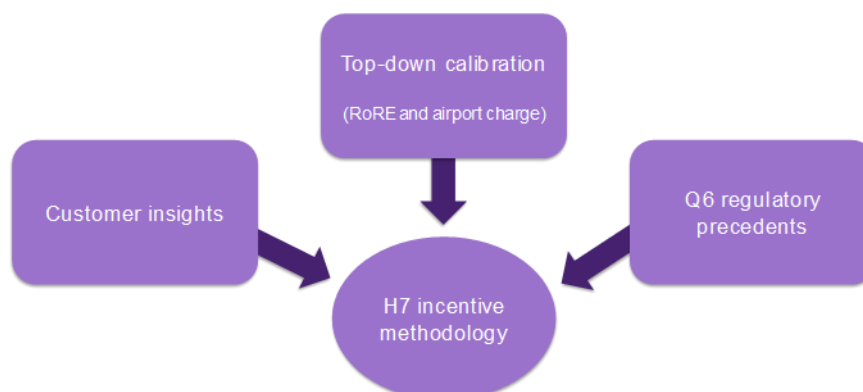 Top-down calibration
(RoRE and airport charge)
Customer insights
Q6 regulatory
precedents
H7 incentive
methodology